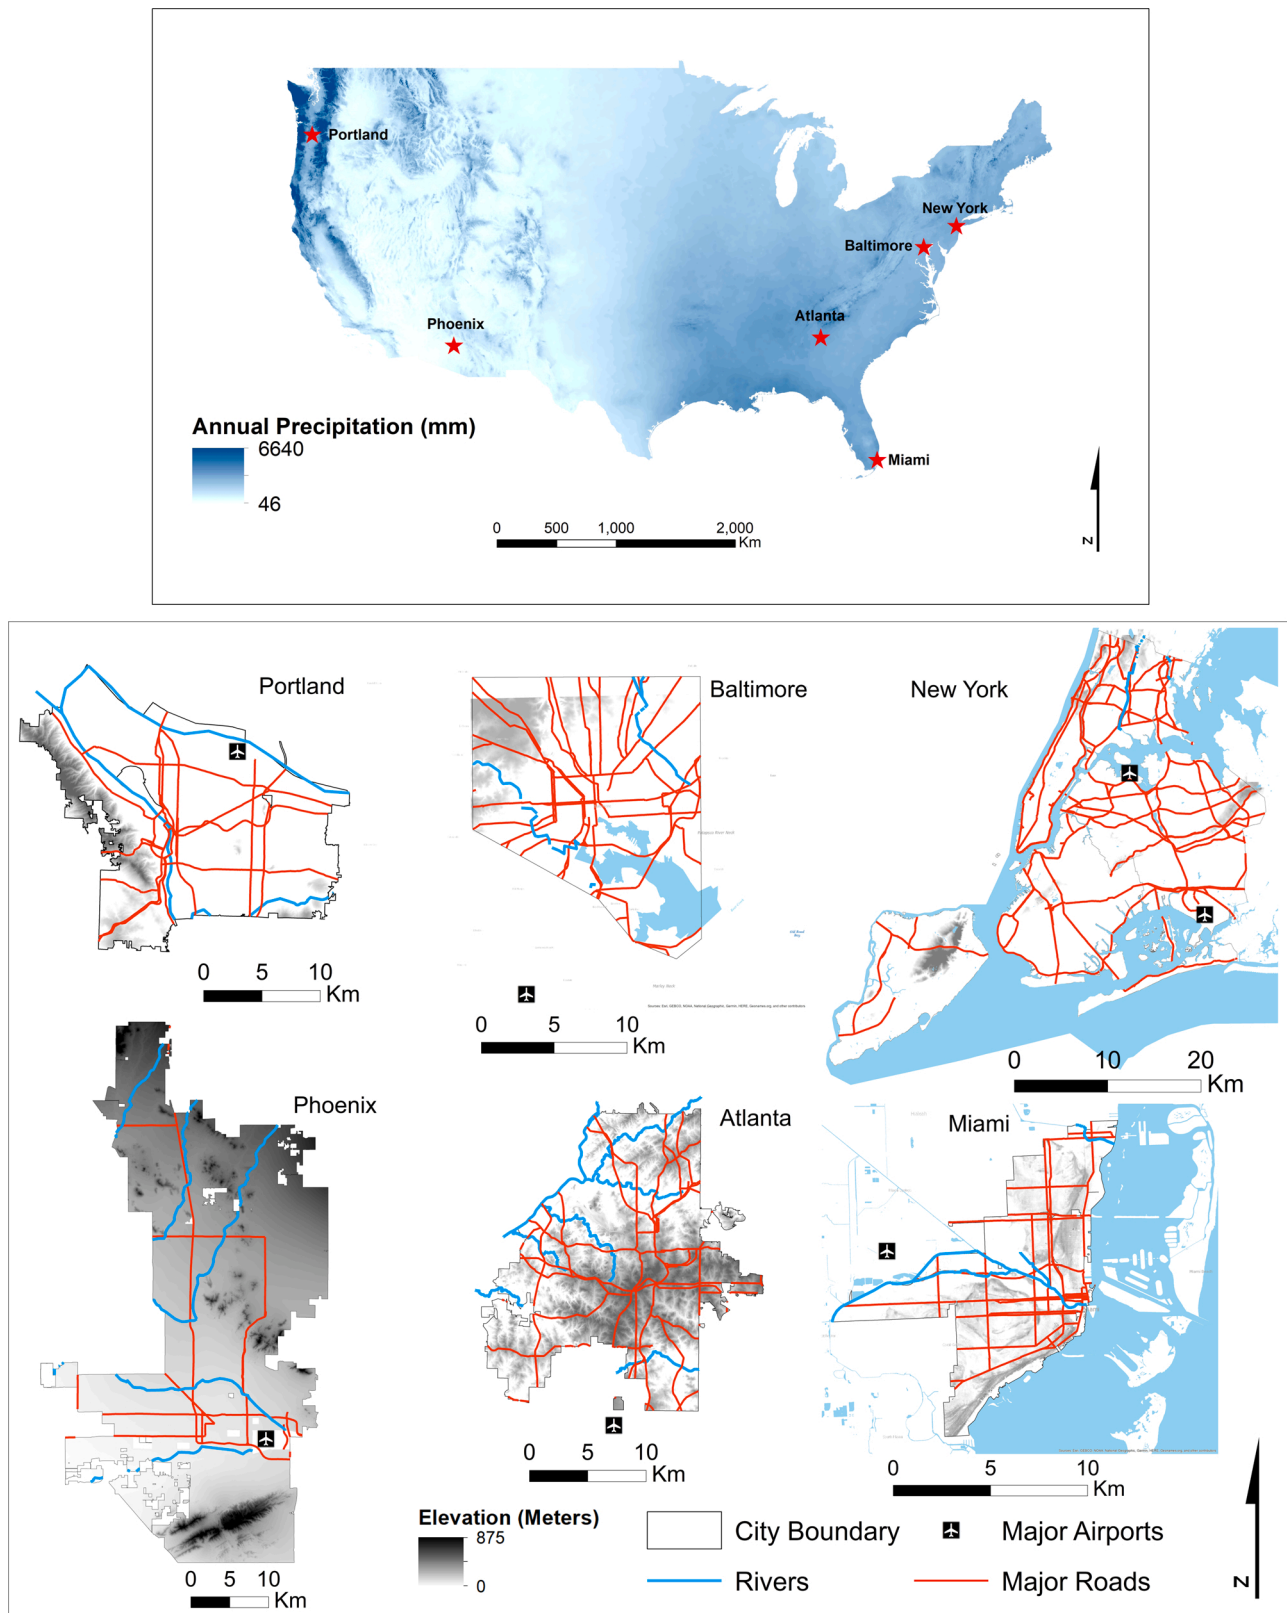 Portland
New York
Baltimore
Atlanta
Phoenix
Miami
Annual Precipitation (mm)
6640
46
0 500 1,000 2,000
Km
N
Portland
Baltimore
New York
0 5 10
Km
0 5 10
Km
0 10 20
Km
Phoenix
Atlanta
Miami
0 5 10
Km
0 5 10
Km
0 5 10
Km
Elevation (Meters)
875
0
City Boundary
Major Airports
Rivers
Major Roads
N